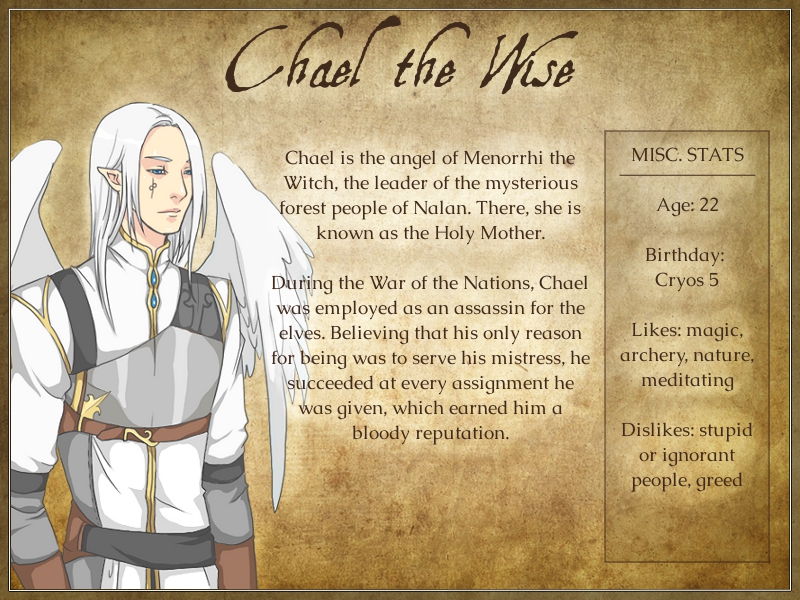 Chael the Wise
Chael is the angel of Menorrhi the
Witch, the leader of the mysterious
forest people of Nalan. There, she is
known as the Holy Mother.
During the War of the Nations, Chael
was employed as an assassin for the
elves. Believing that his only reason
for being was to serve his mistress, he
succeeded at every assignment he
was given, which earned him a
bloody reputation.
MISC. STATS
Age: 22
Birthday:
Cryos 5
Likes: magic,
archery, nature,
meditating
Dislikes: stupid
or ignorant
people, greed